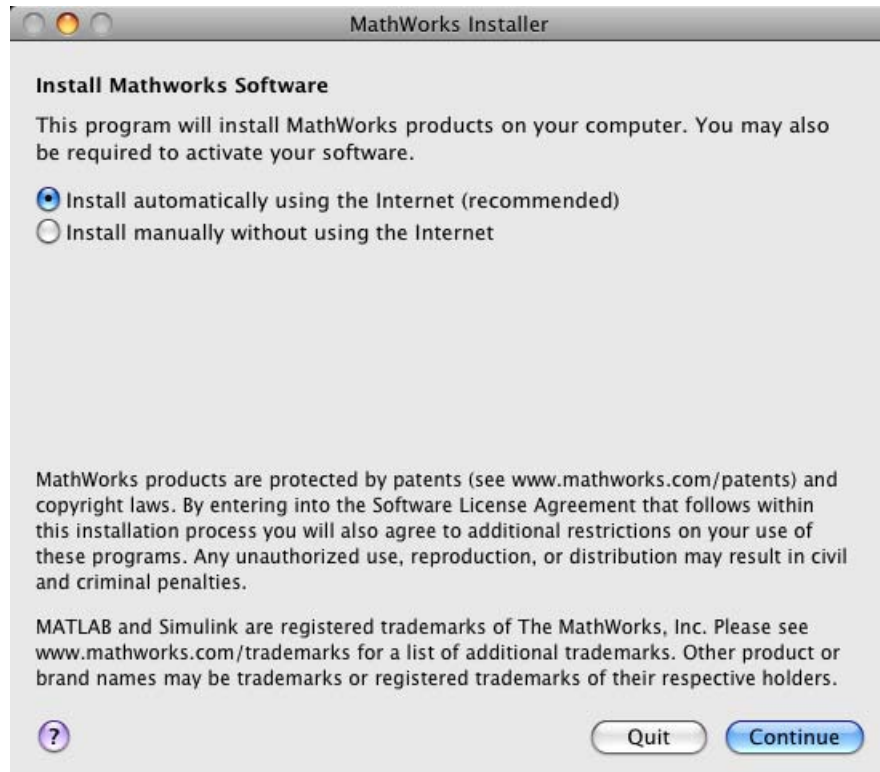 MathWorks Installer
Install Mathworks Software
This program will install MathWorks products on your computer. You may also
be required to activate your software.
Install automatically using the Internet (recommended)
Install manually without using the Internet
MathWorks products are protected by patents (see www.mathworks.com/patents) and
copyright laws. By entering into the Software License Agreement that follows within
this installation process you will also agree to additional restrictions on your use of
these programs. Any unauthorized use, reproduction, or distribution may result in civil
and criminal penalties.
MATLAB and Simulink are registered trademarks of The MathWorks, Inc. Please see
www.mathworks.com/trademarks for a list of additional trademarks. Other product or
brand names may be trademarks or registered trademarks of their respective holders.
? Quit Continue